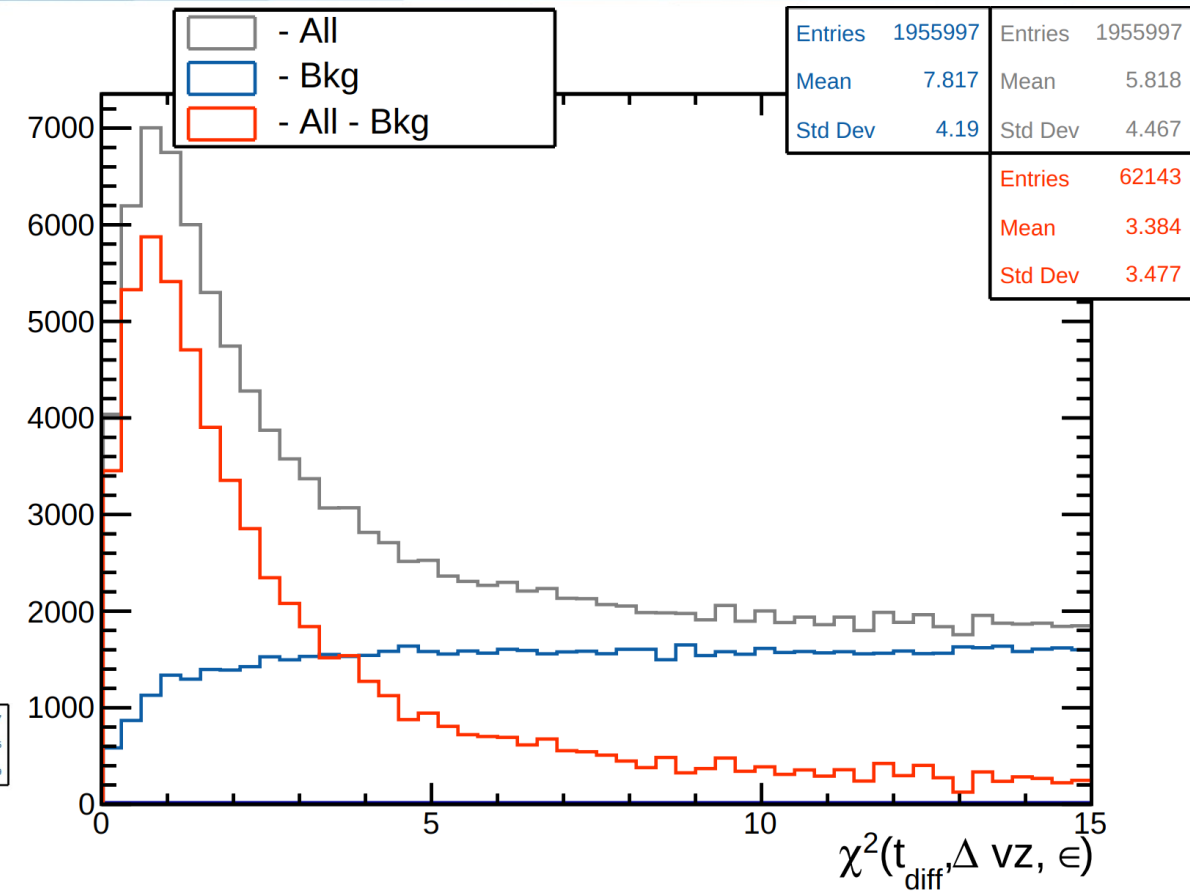 - All
- Bkg
- All - Bkg
Entries 1955997
Mean 7.817
Std Dev 4.19
Entries 1955997
Mean 5.818
Std Dev 4.467
Entries 62143
Mean 3.384
Std Dev 3.477
7000
6000
5000
4000
3000
2000
1000
0
0 5 10 15
χ²(t_diff, Δ vz, ∈)